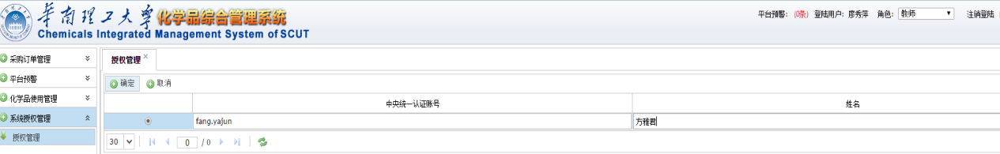 華南理工大學化学品综合管理系统
Chemicals Integrated Management System of SCUT
平台预警: (0条) 登陆用户: 廖秀萍 角色: 教师 注销登陆
采购订单管理
平台预警
化学品使用管理
系统授权管理
授权管理
授权管理
确定 取消
中央统一认证账号 姓名
fang.yajun 方雅君
30 0 / 0